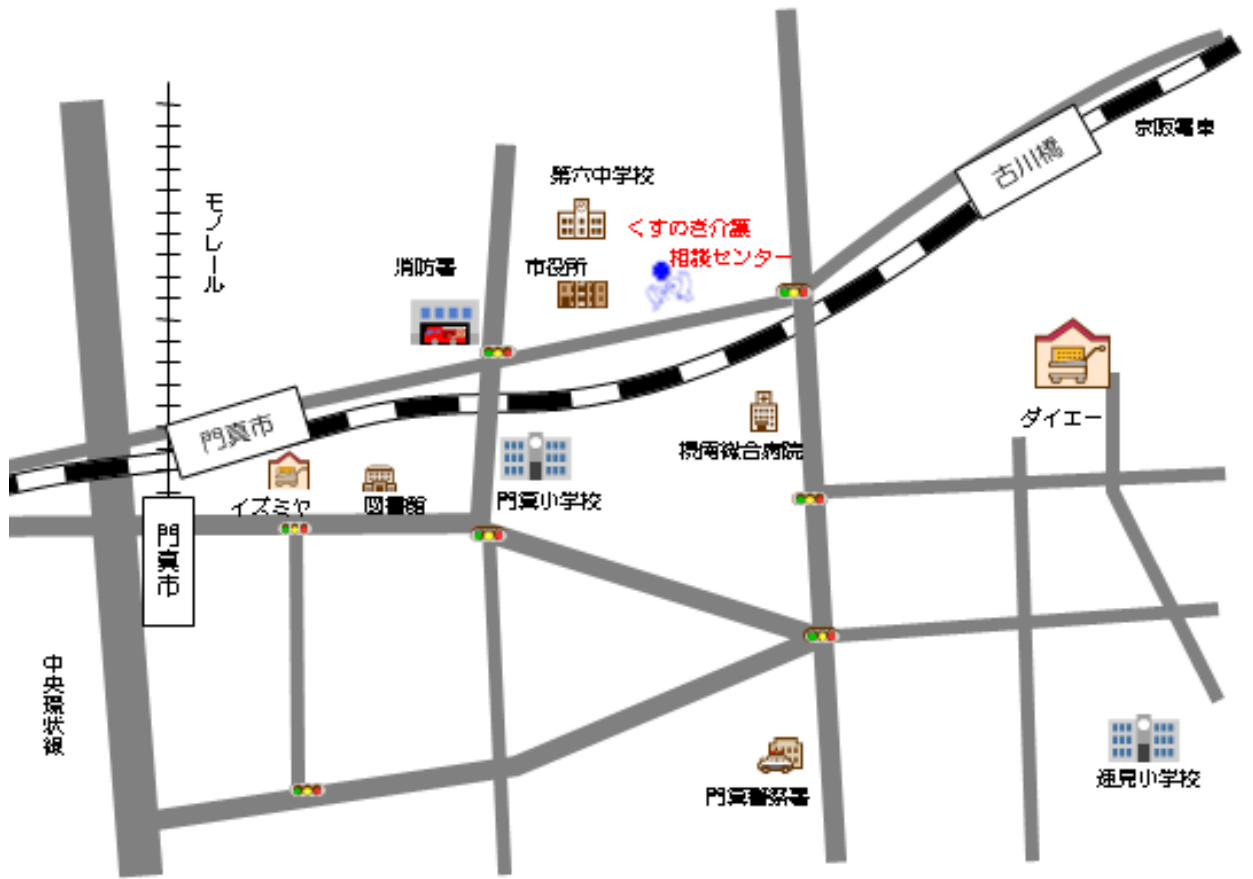 京阪電車
古川橋
第六中学校
モノレール
くすのき介護
相談センター
消防署
市役所
門真市
ダイエー
摂南総合病院
イズミヤ
図書館
門真小学校
門真市
中央環状線
門真警察署
速見小学校